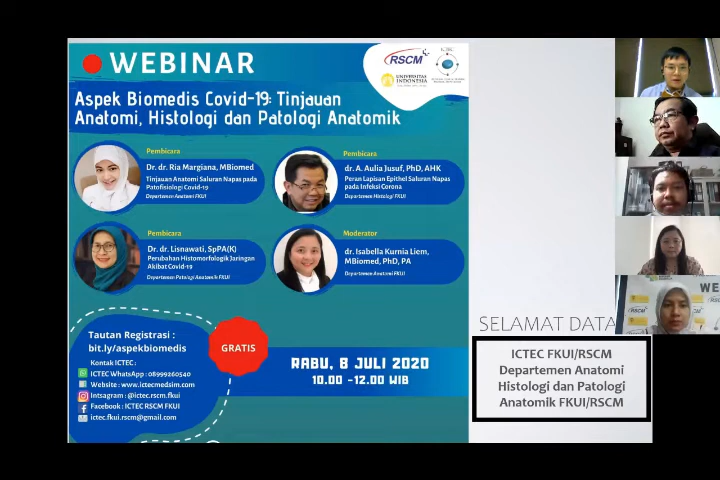 WEBINAR
RSCM
UNIVERSITAS
INDONESIA
Aspek Biomedis Covid-19: Tinjauan
Anatomi, Histologi dan Patologi Anatomik
Pembicara
Dr. dr. Ria Margiana, MBiomed
Tinjauan Anatomi Saluran Napas pada
Patofisiologi Covid-19
Departemen Anatomi FKUI
Pembicara
dr. A. Aulia Jusuf, PhD, AHK
Peran Lapisan Epithel Saluran Napas
pada Infeksi Corona
Departemen Histologi FKUI
Pembicara
Dr. dr. Lisnawati, SpPA(K)
Perubahan Histomorfologik Jaringan
Akibat Covid-19
Departemen Patologi Anatomik FKUI
Moderator
dr. Isabella Kurnia Liem,
MBiomed, PhD, PA
Departemen Anatomi FKUI
Tautan Registrasi :
bit.ly/aspekbiomedis
Kontak ICTEC :
ICTEC WhatsApp : 08999260540
Website : www.ictecmedsim.com
Intsagram : @ictec.rscm.fkui
Facebook : ICTEC RSCM FKUI
ictec.fkui.rscm@gmail.com
GRATIS
RABU, 8 JULI 2020
10.00 -12.00 WIB
SELAMAT DATA
ICTEC FKUI/RSCM
Departemen Anatomi
Histologi dan Patologi
Anatomik FKUI/RSCM
WE
RSCM